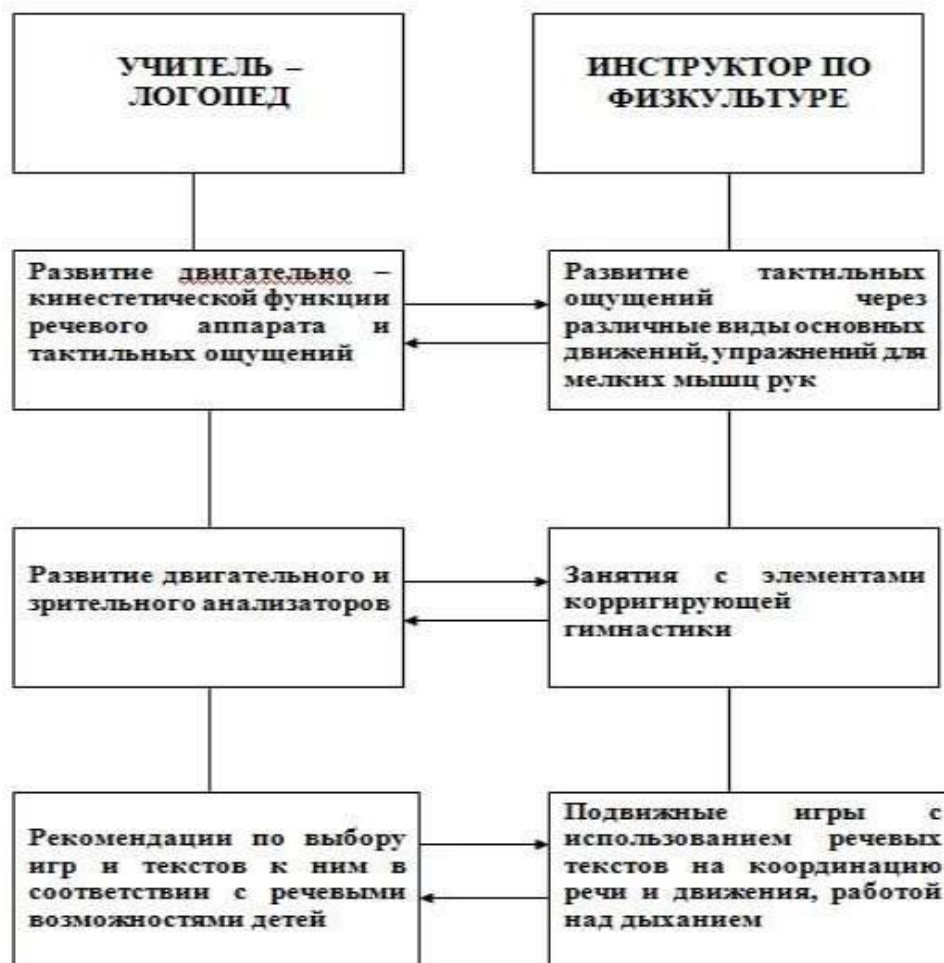 УЧИТЕЛЬ –
ЛОГОПЕД
ИНСТРУКТОР ПО
ФИЗКУЛЬТУРЕ
Развитие двигательно –
кинестетической функции
речевого аппарата и
тактильных ощущений
Развитие тактильных
ощущений через
различные виды основных
движений, упражнений для
мелких мышц рук
Развитие двигательного и
зрительного анализаторов
Занятия с элементами
корригирующей
гимнастики
Рекомендации по выбору
игр и текстов к ним в
соответствии с речевыми
возможностями детей
Подвижные игры с
использованием речевых
текстов на координацию
речи и движения, работой
над дыханием